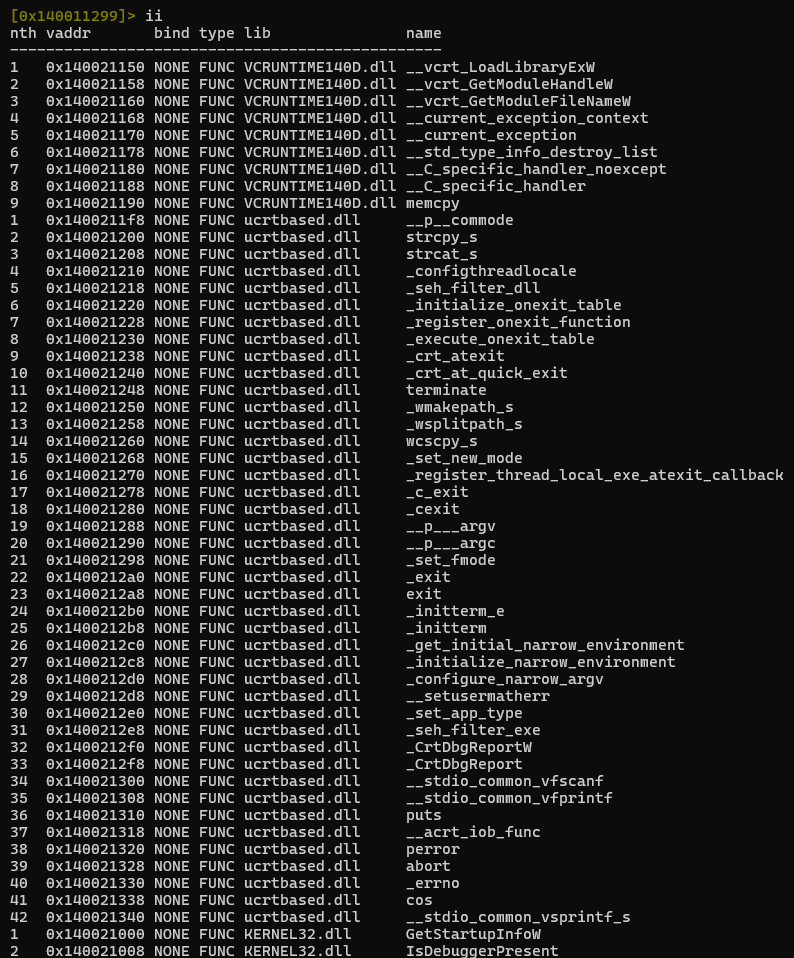 [0x140011299]> ii
nth vaddr       bind type lib               name
――――――――――――――――――――――――――――――――――――――――――――――――
1   0x140021150 NONE FUNC VCRUNTIME140D.dll __vcrt_LoadLibraryExW
2   0x140021158 NONE FUNC VCRUNTIME140D.dll __vcrt_GetModuleHandleW
3   0x140021160 NONE FUNC VCRUNTIME140D.dll __vcrt_GetModuleFileNameW
4   0x140021168 NONE FUNC VCRUNTIME140D.dll __current_exception_context
5   0x140021170 NONE FUNC VCRUNTIME140D.dll __current_exception
6   0x140021178 NONE FUNC VCRUNTIME140D.dll __std_type_info_destroy_list
7   0x140021180 NONE FUNC VCRUNTIME140D.dll __C_specific_handler_noexcept
8   0x140021188 NONE FUNC VCRUNTIME140D.dll __C_specific_handler
9   0x140021190 NONE FUNC VCRUNTIME140D.dll memcpy
1   0x1400211f8 NONE FUNC ucrtbased.dll     __p__commode
2   0x140021200 NONE FUNC ucrtbased.dll     strcpy_s
3   0x140021208 NONE FUNC ucrtbased.dll     strcat_s
4   0x140021210 NONE FUNC ucrtbased.dll     _configthreadlocale
5   0x140021218 NONE FUNC ucrtbased.dll     _seh_filter_dll
6   0x140021220 NONE FUNC ucrtbased.dll     _initialize_onexit_table
7   0x140021228 NONE FUNC ucrtbased.dll     _register_onexit_function
8   0x140021230 NONE FUNC ucrtbased.dll     _execute_onexit_table
9   0x140021238 NONE FUNC ucrtbased.dll     _crt_atexit
10  0x140021240 NONE FUNC ucrtbased.dll     _crt_at_quick_exit
11  0x140021248 NONE FUNC ucrtbased.dll     terminate
12  0x140021250 NONE FUNC ucrtbased.dll     _wmakepath_s
13  0x140021258 NONE FUNC ucrtbased.dll     _wsplitpath_s
14  0x140021260 NONE FUNC ucrtbased.dll     wcscpy_s
15  0x140021268 NONE FUNC ucrtbased.dll     _set_new_mode
16  0x140021270 NONE FUNC ucrtbased.dll     _register_thread_local_exe_atexit_callback
17  0x140021278 NONE FUNC ucrtbased.dll     _c_exit
18  0x140021280 NONE FUNC ucrtbased.dll     _cexit
19  0x140021288 NONE FUNC ucrtbased.dll     __p___argv
20  0x140021290 NONE FUNC ucrtbased.dll     __p___argc
21  0x140021298 NONE FUNC ucrtbased.dll     _set_fmode
22  0x1400212a0 NONE FUNC ucrtbased.dll     _exit
23  0x1400212a8 NONE FUNC ucrtbased.dll     exit
24  0x1400212b0 NONE FUNC ucrtbased.dll     _initterm_e
25  0x1400212b8 NONE FUNC ucrtbased.dll     _initterm
26  0x1400212c0 NONE FUNC ucrtbased.dll     _get_initial_narrow_environment
27  0x1400212c8 NONE FUNC ucrtbased.dll     _initialize_narrow_environment
28  0x1400212d0 NONE FUNC ucrtbased.dll     _configure_narrow_argv
29  0x1400212d8 NONE FUNC ucrtbased.dll     __setusermatherr
30  0x1400212e0 NONE FUNC ucrtbased.dll     _set_app_type
31  0x1400212e8 NONE FUNC ucrtbased.dll     _seh_filter_exe
32  0x1400212f0 NONE FUNC ucrtbased.dll     _CrtDbgReportW
33  0x1400212f8 NONE FUNC ucrtbased.dll     _CrtDbgReport
34  0x140021300 NONE FUNC ucrtbased.dll     __stdio_common_vfscanf
35  0x140021308 NONE FUNC ucrtbased.dll     __stdio_common_vfprintf
36  0x140021310 NONE FUNC ucrtbased.dll     puts
37  0x140021318 NONE FUNC ucrtbased.dll     __acrt_iob_func
38  0x140021320 NONE FUNC ucrtbased.dll     perror
39  0x140021328 NONE FUNC ucrtbased.dll     abort
40  0x140021330 NONE FUNC ucrtbased.dll     _errno
41  0x140021338 NONE FUNC ucrtbased.dll     cos
42  0x140021340 NONE FUNC ucrtbased.dll     __stdio_common_vsprintf_s
1   0x140021000 NONE FUNC KERNEL32.dll      GetStartupInfoW
2   0x140021008 NONE FUNC KERNEL32.dll      IsDebuggerPresent